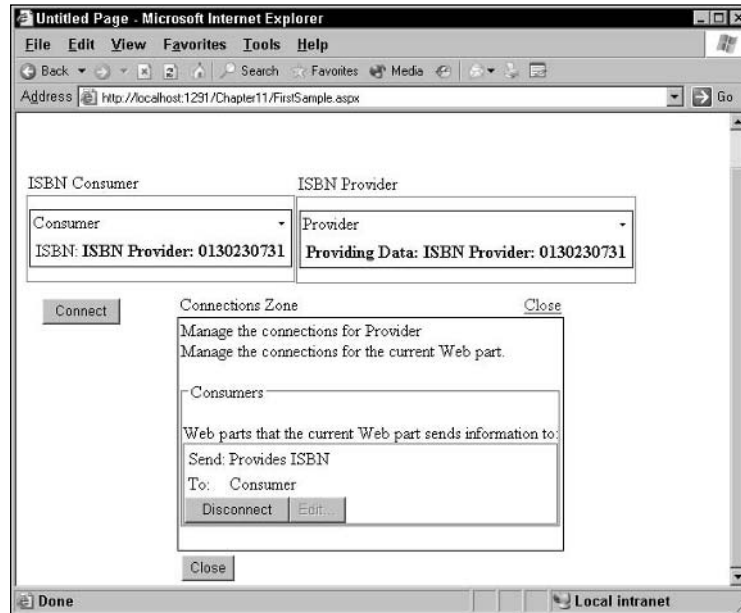 Untitled Page - Microsoft Internet Explorer
File Edit View Favorites Tools Help
Back Search Favorites Media
Address http://localhost:1291/Chapter11/FirstSample.aspx Go
ISBN Consumer
ISBN Provider
Consumer
ISBN: ISBN Provider: 0130230731
Provider
Providing Data: ISBN Provider: 0130230731
Connect
Connections Zone Close
Manage the connections for Provider
Manage the connections for the current Web part.
Consumers
Web parts that the current Web part sends information to:
Send: Provides ISBN
To: Consumer
Disconnect Edit...
Close
Done Local intranet